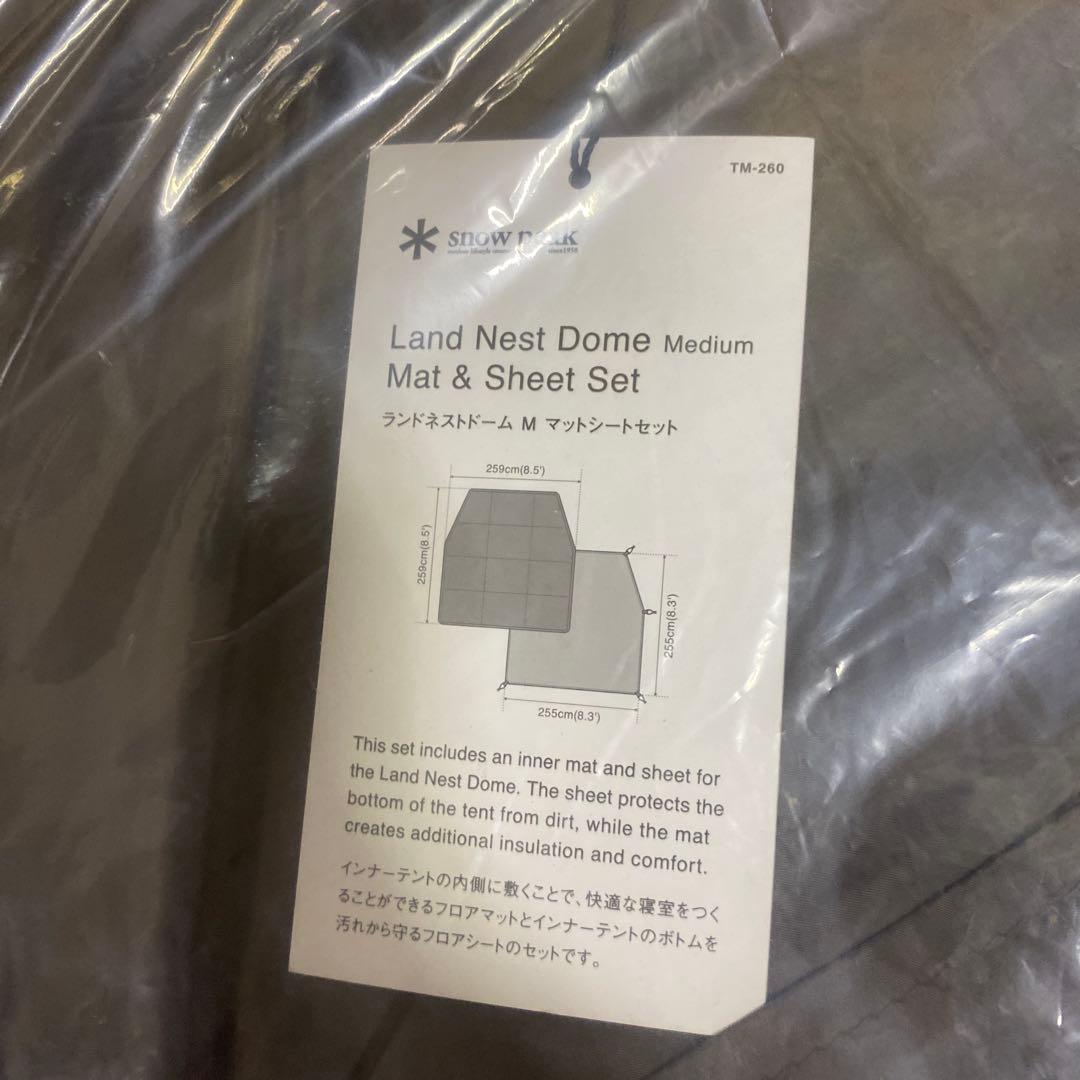 TM-260
snow peak
since1958
Land Nest Dome Medium
Mat & Sheet Set
ランドネストドーム M マットシートセット
259cm(8.5')
259cm(8.5')
255cm(8.3')
255cm(8.3')
This set includes an inner mat and sheet for
the Land Nest Dome. The sheet protects the
bottom of the tent from dirt, while the mat
creates additional insulation and comfort.
インナーテントの内側に敷くことで、快適な寝室をつく
ることができるフロアマットとインナーテントのボトムを
汚れから守るフロアシートのセットです。